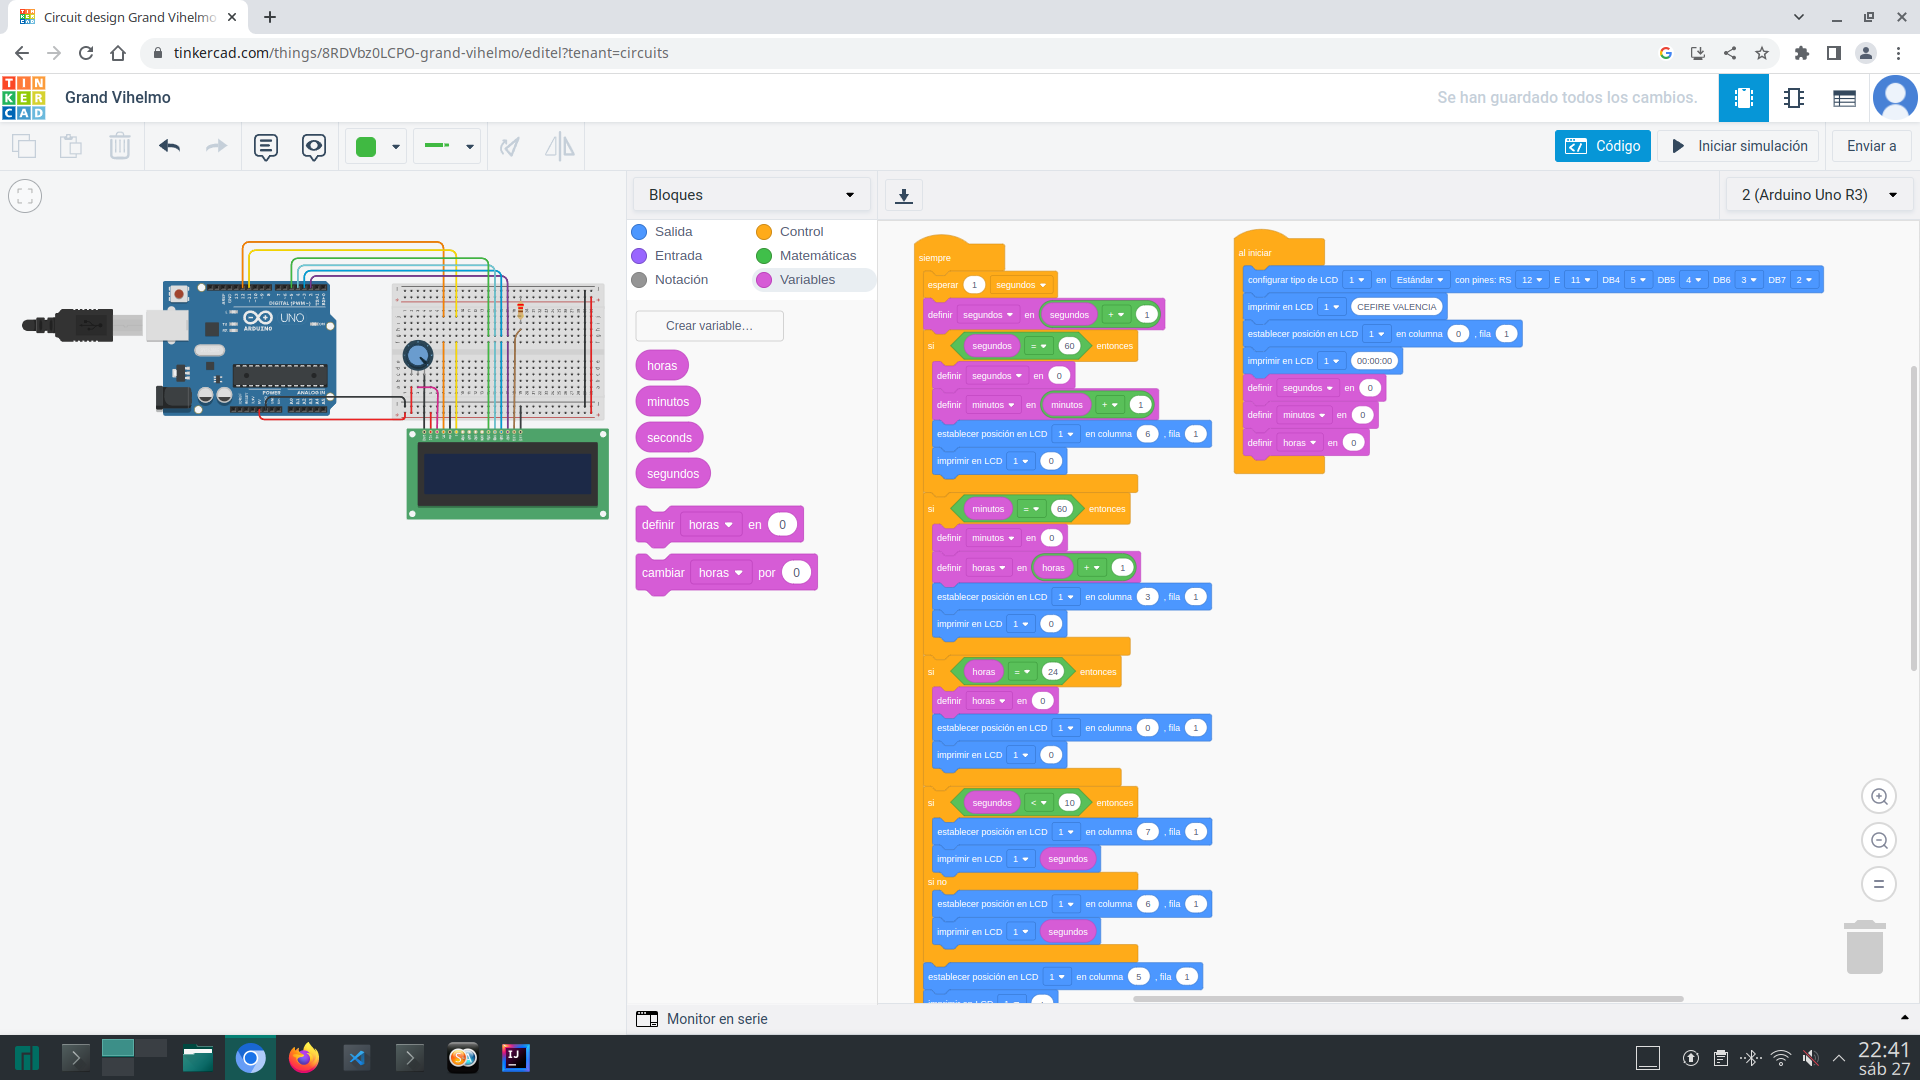 Circuit design Grand Vihelmo
tinkercad.com/things/8RDVbz0LCPO-grand-vihelmo/editel?tenant=circuits
TIN
KER
CAD
Grand Vihelmo
Se han guardado todos los cambios.
Código
Iniciar simulación
Enviar a
Bloques
2 (Arduino Uno R3)
Salida
Control
Entrada
Matemáticas
Notación
Variables
Crear variable...
horas
minutos
seconds
segundos
definir horas en 0
cambiar horas por 0
UNO
ARDUINO
siempre
esperar 1 segundos
definir segundos en segundos + 1
si segundos = 60 entonces
definir segundos en 0
definir minutos en minutos + 1
establecer posición en LCD 1 en columna 6 , fila 1
imprimir en LCD 1 0
si minutos = 60 entonces
definir minutos en 0
definir horas en horas + 1
establecer posición en LCD 1 en columna 3 , fila 1
imprimir en LCD 1 0
si horas = 24 entonces
definir horas en 0
establecer posición en LCD 1 en columna 0 , fila 1
imprimir en LCD 1 0
si segundos < 10 entonces
establecer posición en LCD 1 en columna 7 , fila 1
imprimir en LCD 1 segundos
si no
establecer posición en LCD 1 en columna 6 , fila 1
imprimir en LCD 1 segundos
establecer posición en LCD 1 en columna 5 , fila 1
al iniciar
configurar tipo de LCD 1 en Estándar con pines: RS 12 E 11 DB4 5 DB5 4 DB6 3 DB7 2
imprimir en LCD 1 CEFIRE VALENCIA
establecer posición en LCD 1 en columna 0 , fila 1
imprimir en LCD 1 00:00:00
definir segundos en 0
definir minutos en 0
definir horas en 0
Monitor en serie
IJ
22:41
sáb 27